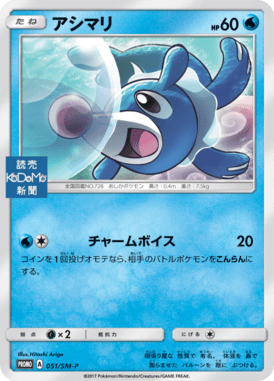 たね アシマリ HP60
読売
KoDoMo
新聞
全国図鑑NO.728 あしかポケモン 高さ:0.4m 重さ:7.5kg
チャームボイス 20
コインを1回投げオモテなら、相手のバトルポケモンをこんらんに
する。
弱点 ×2 抵抗力 にげる
Illus.Hitoshi Ariga
PROMO A 051/SM-P
©2017 Pokémon/Nintendo/Creatures/GAME FREAK.